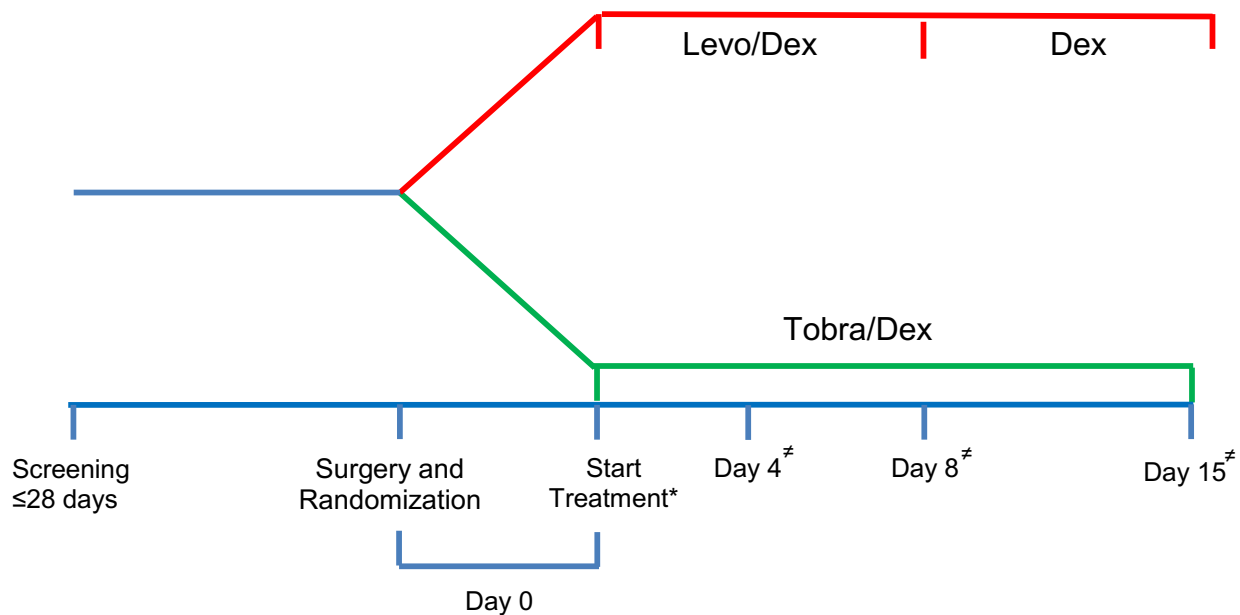 Levo/Dex
Dex
Tobra/Dex
Screening
≤28 days
Surgery and
Randomization
Start
Treatment*
Day 4≠
Day 8≠
Day 15≠
Day 0